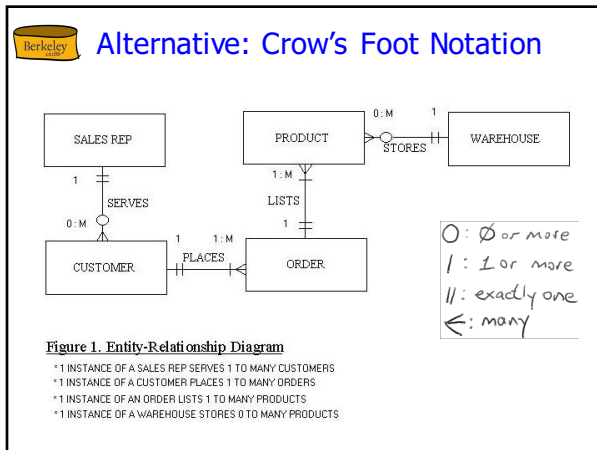 Berkeley
cs186
Alternative: Crow's Foot Notation
SALES REP
PRODUCT
0:M
1
STORES
WAREHOUSE
1
SERVES
0:M
1:M
LISTS
1
CUSTOMER
1
1:M
PLACES
ORDER
O: Ø or more
|: 1 or more
||: exactly one
<: many
Figure 1. Entity-Relationship Diagram
*1 INSTANCE OF A SALES REP SERVES 1 TO MANY CUSTOMERS
*1 INSTANCE OF A CUSTOMER PLACES 1 TO MANY ORDERS
*1 INSTANCE OF AN ORDER LISTS 1 TO MANY PRODUCTS
*1 INSTANCE OF A WAREHOUSE STORES 0 TO MANY PRODUCTS